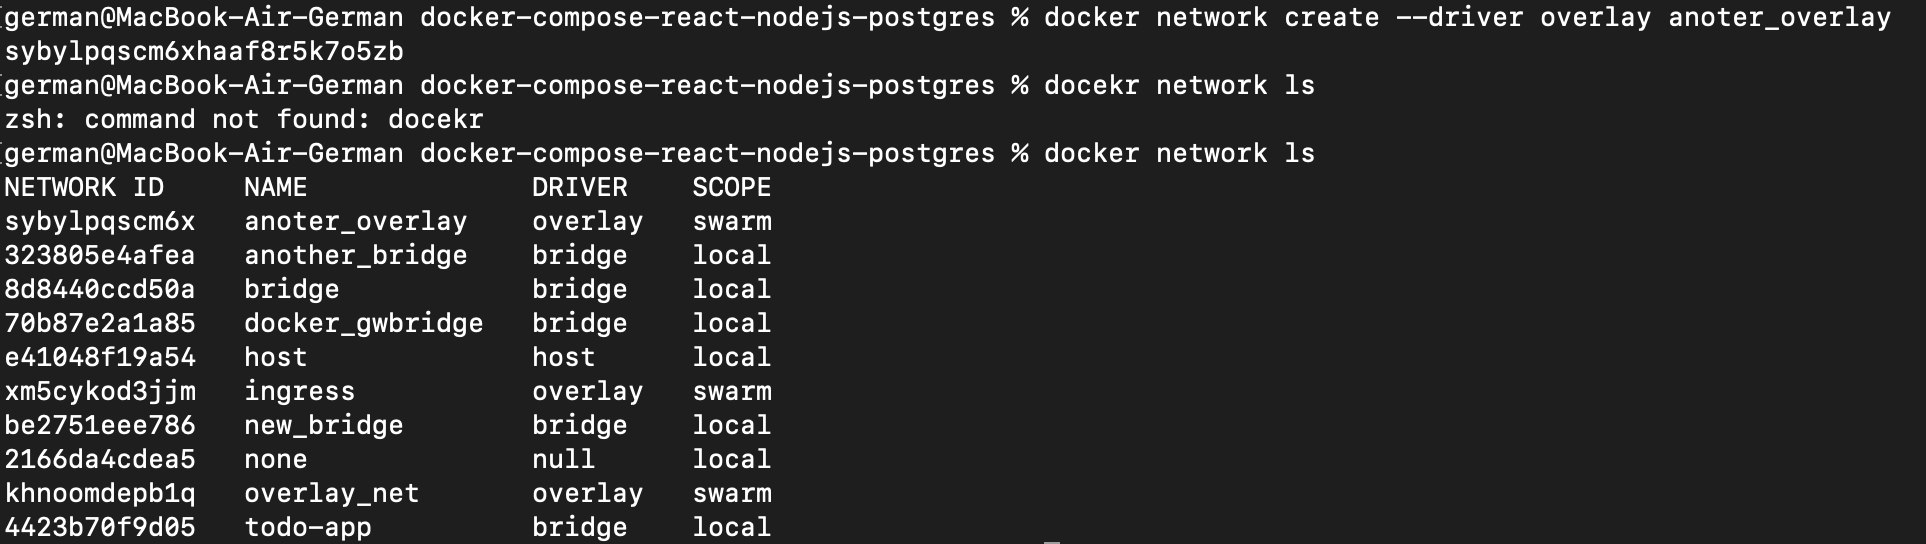 german@MacBook-Air-German docker-compose-react-nodejs-postgres % docker network create --driver overlay anoter_overlay
sybylpqscm6xhaaf8r5k7o5zb
german@MacBook-Air-German docker-compose-react-nodejs-postgres % docekr network ls
zsh: command not found: docekr
german@MacBook-Air-German docker-compose-react-nodejs-postgres % docker network ls
NETWORK ID     NAME              DRIVER    SCOPE
sybylpqscm6x   anoter_overlay    overlay   swarm
323805e4afea   another_bridge    bridge    local
8d8440ccd50a   bridge            bridge    local
70b87e2a1a85   docker_gwbridge   bridge    local
e41048f19a54   host              host      local
xm5cykod3jjm   ingress           overlay   swarm
be2751eee786   new_bridge        bridge    local
2166da4cdea5   none              null      local
khnoomdepb1q   overlay_net       overlay   swarm
4423b70f9d05   todo-app          bridge    local